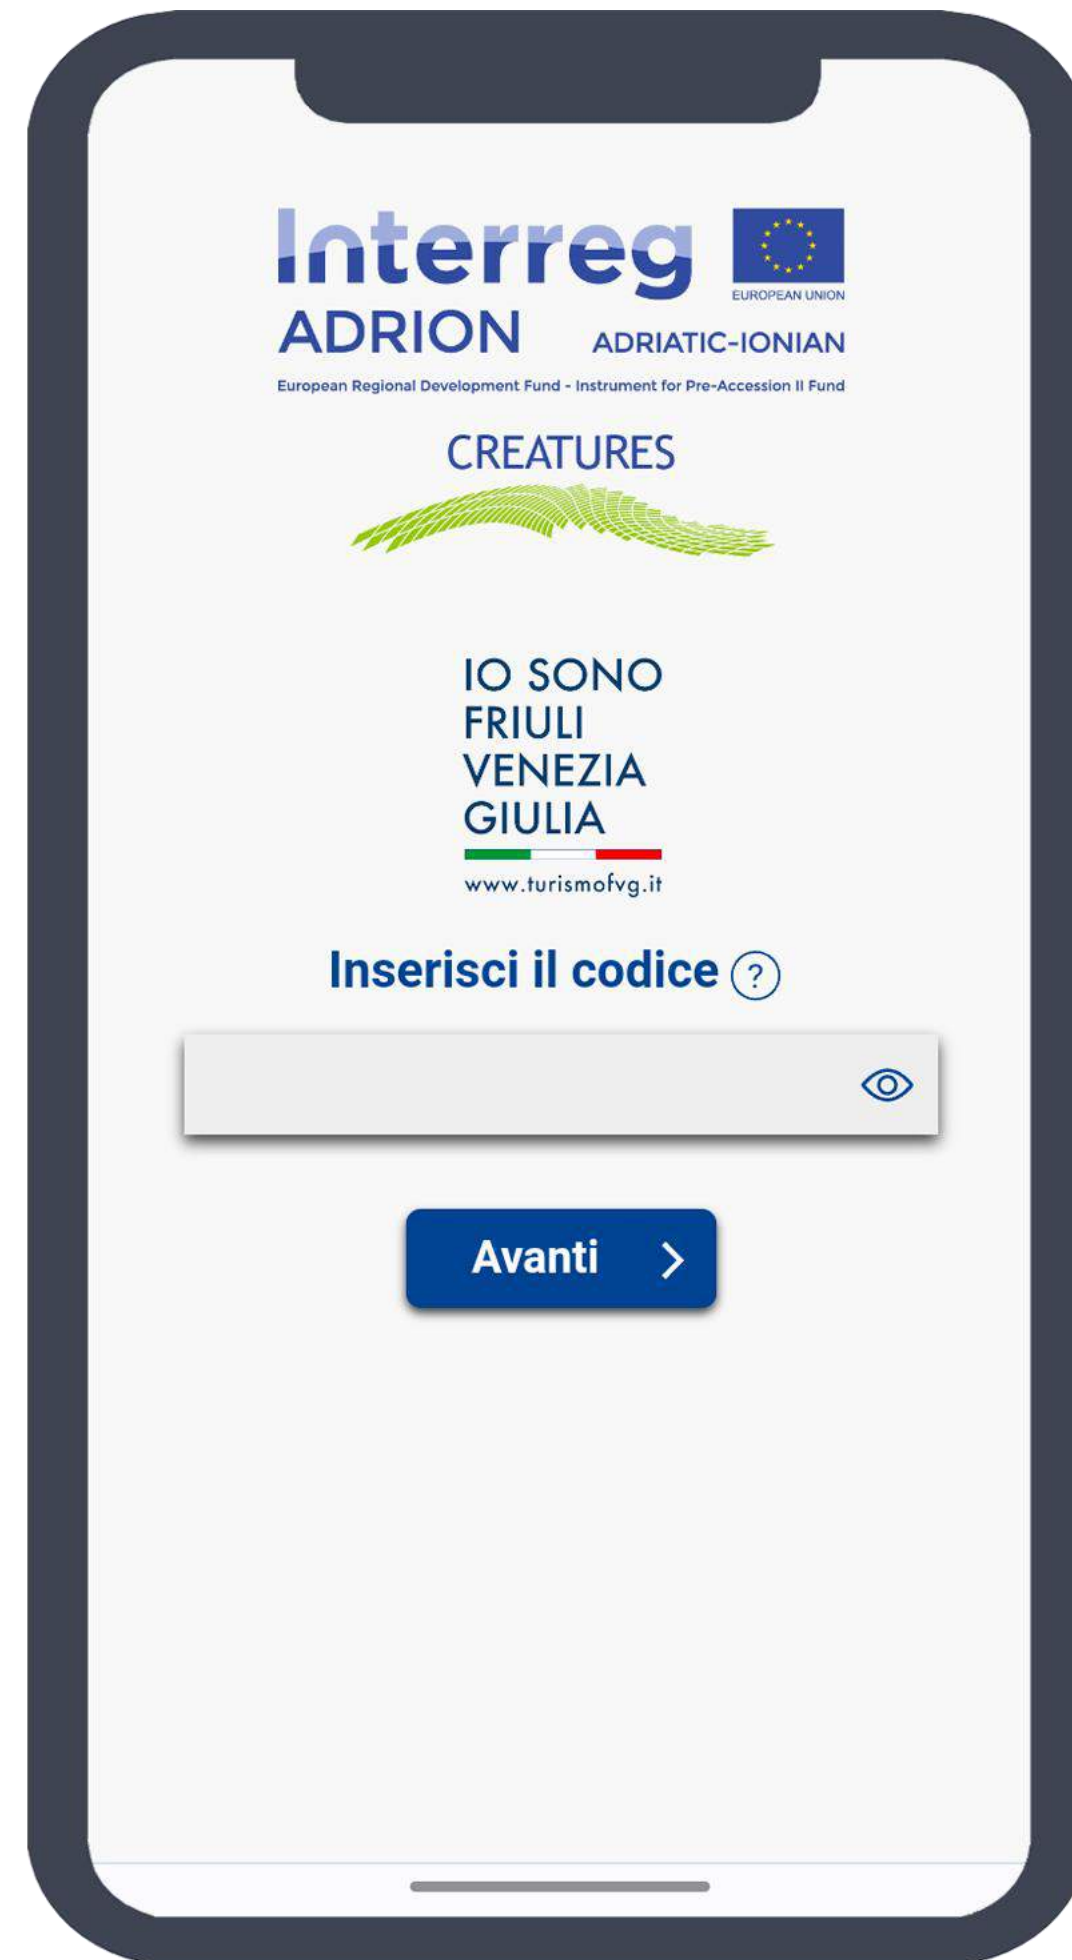 Interreg
EUROPEAN UNION
ADRION ADRIATIC-IONIAN
European Regional Development Fund - Instrument for Pre-Accession II Fund
CREATURES
IO SONO
FRIULI
VENEZIA
GIULIA
www.turismofvg.it
Inserisci il codice ?
Avanti